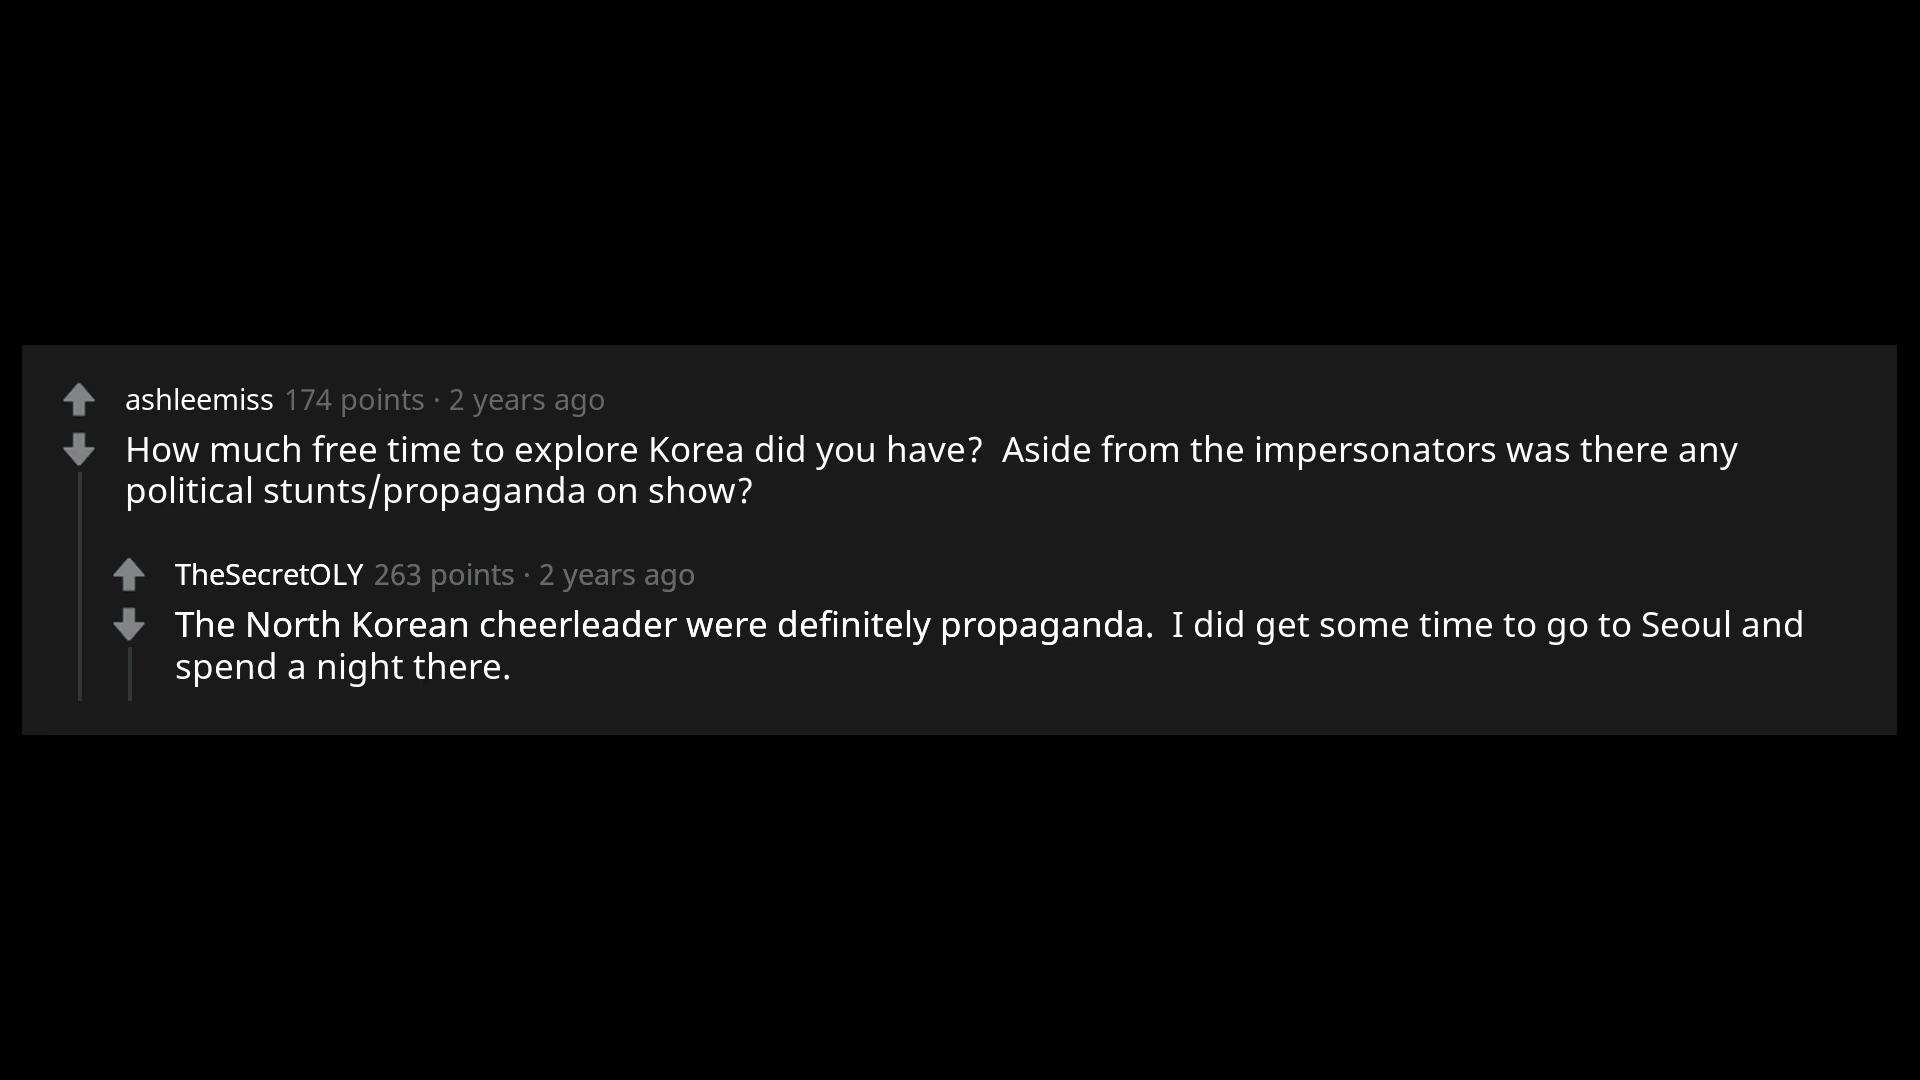 ashleemiss 174 points · 2 years ago
How much free time to explore Korea did you have?  Aside from the impersonators was there any
political stunts/propaganda on show?
TheSecretOLY 263 points · 2 years ago
The North Korean cheerleader were definitely propaganda.  I did get some time to go to Seoul and
spend a night there.